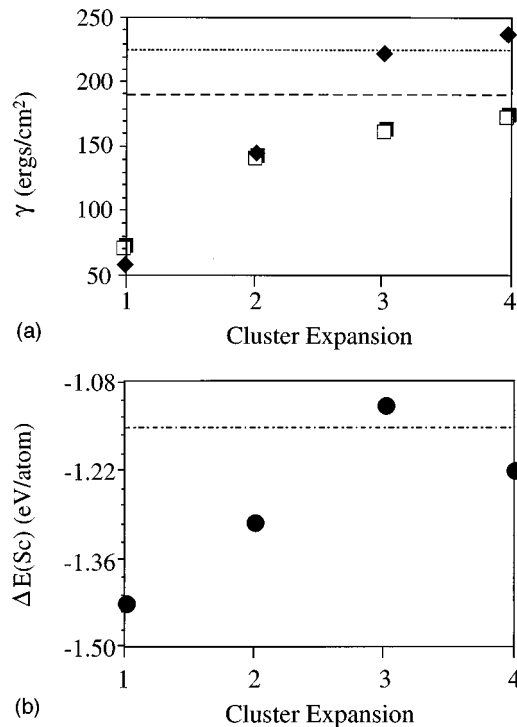 250
200
150
100
50
γ (ergs/cm²)
1 2 3 4
(a)
Cluster Expansion
-1.08
-1.22
-1.36
-1.50
ΔE(Sc) (eV/atom)
1 2 3 4
(b)
Cluster Expansion